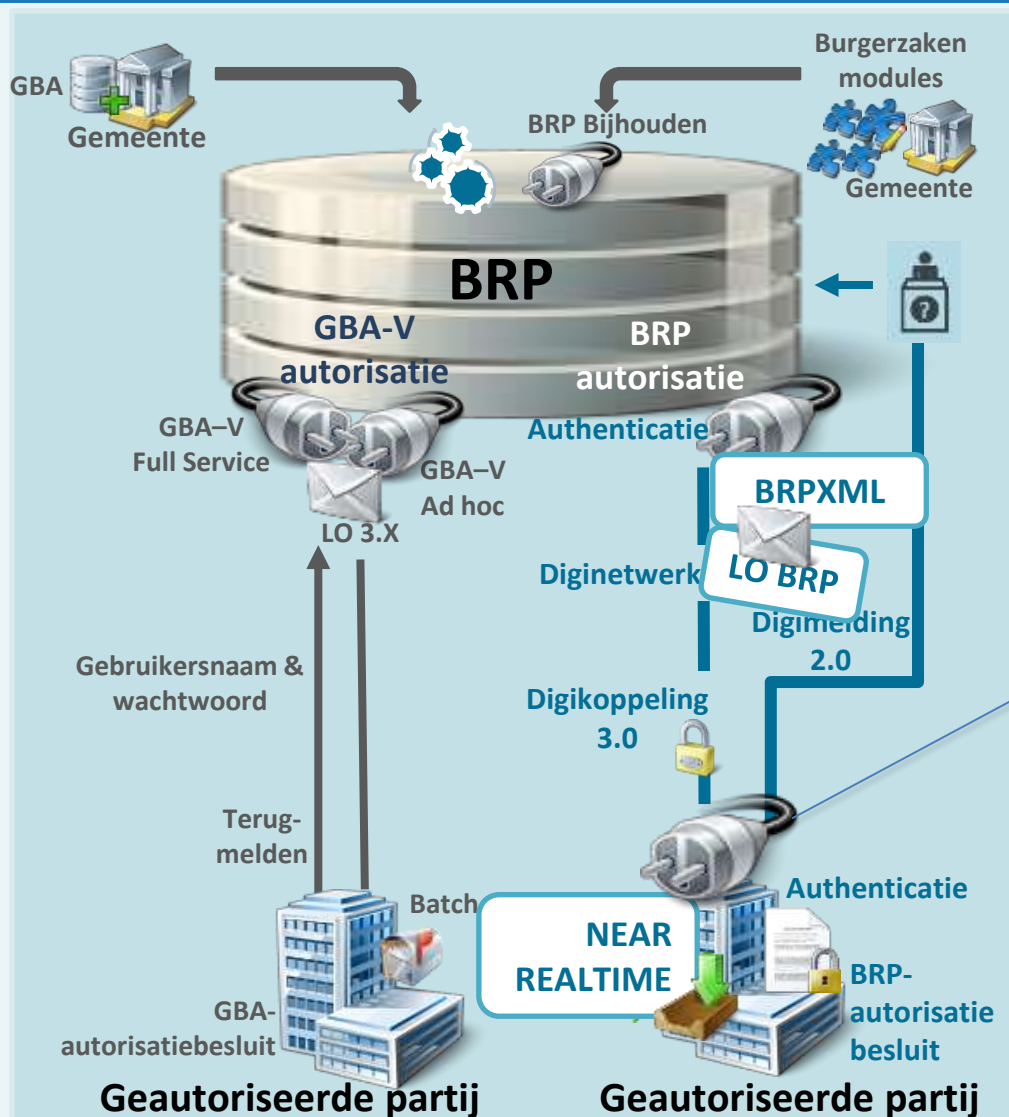 GBA
Gemeente
Burgerzaken
modules
Gemeente
BRP Bijhouden
BRP
GBA-V
autorisatie
BRP
autorisatie
GBA–V
Full Service
GBA–V
Ad hoc
LO 3.X
Authenticatie
BRPXML
LO BRP
Diginetwerk
Digimelding
2.0
Digikoppeling
3.0
Gebruikersnaam &
wachtwoord
Terug-
melden
Batch
GBA-
autorisatiebesluit
Geautoriseerde partij
NEAR
REALTIME
Authenticatie
BRP-
autorisatie
besluit
Geautoriseerde partij